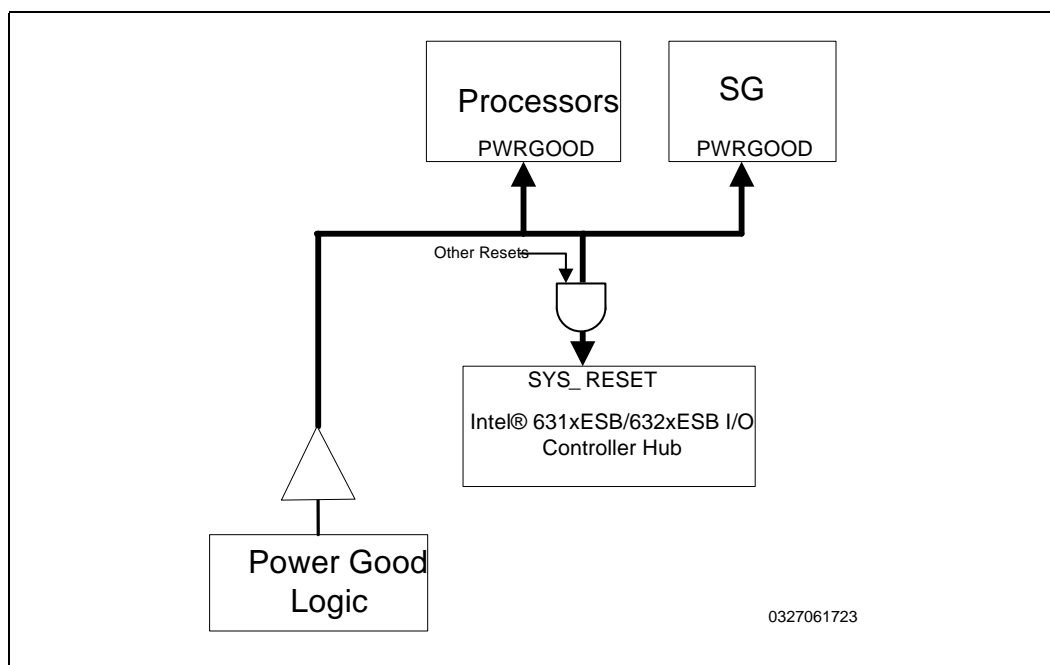 Processors
PWRGOOD
SG
PWRGOOD
Other Resets
SYS_ RESET
Intel® 631xESB/632xESB I/O
Controller Hub
Power Good
Logic
0327061723